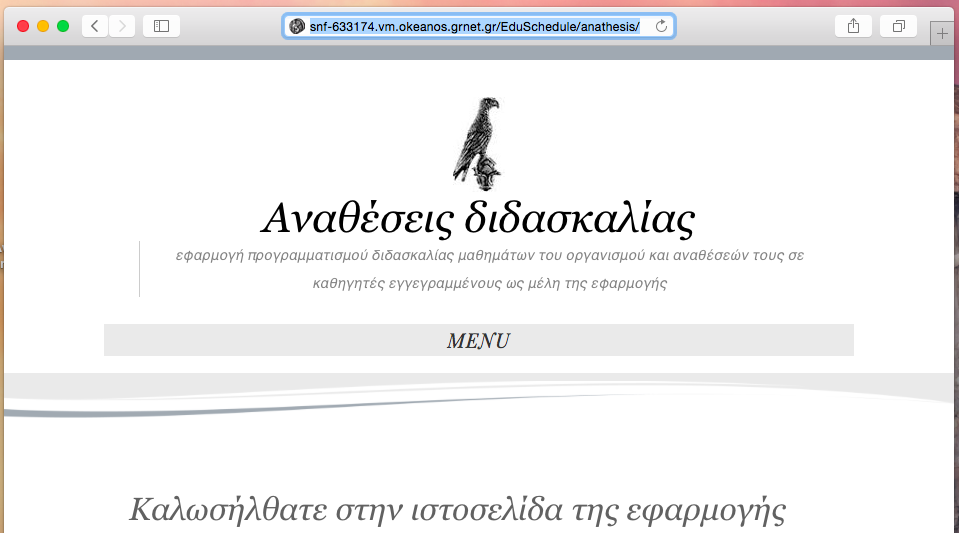 snf-633174.vm.okeanos.grnet.gr/EduSchedule/anathesis/
Αναθέσεις διδασκαλίας
εφαρμογή προγραμματισμού διδασκαλίας μαθημάτων του οργανισμού και αναθέσεών τους σε
καθηγητές εγγεγραμμένους ως μέλη της εφαρμογής
MENU
Καλωσήλθατε στην ιστοσελίδα της εφαρμογής